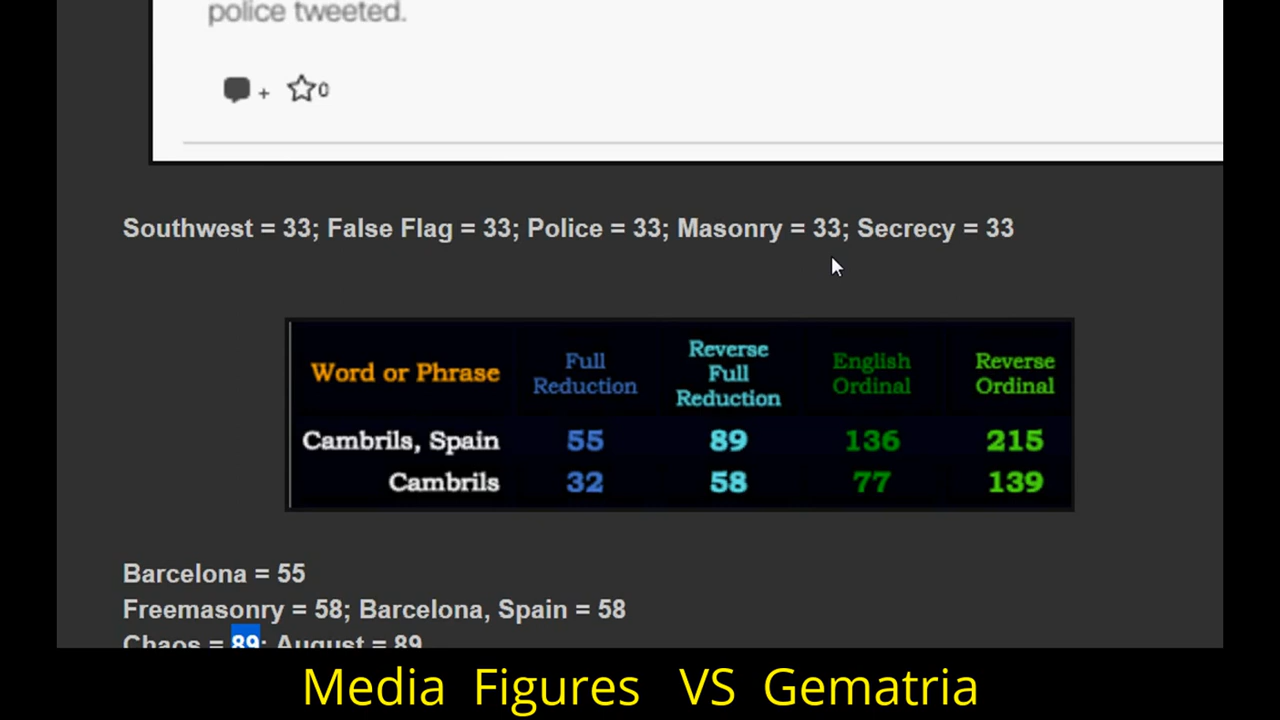 police tweeted.
+ 0
Southwest = 33; False Flag = 33; Police = 33; Masonry = 33; Secrecy = 33
Word or Phrase Full Reduction Reverse Full Reduction English Ordinal Reverse Ordinal
Cambrils, Spain 55 89 136 215
Cambrils 32 58 77 139
Barcelona = 55
Freemasonry = 58; Barcelona, Spain = 58
Chaos = 89; August = 89
Media Figures VS Gematria